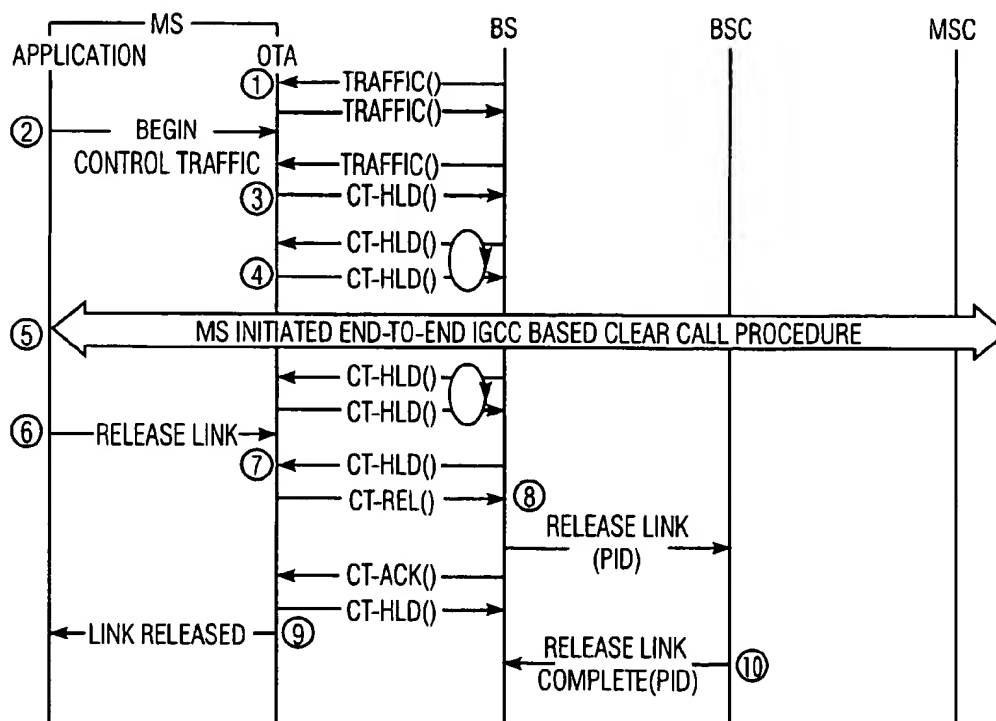 MS
BS
BSC
MSC
APPLICATION
OTA
① TRAFFIC()
TRAFFIC()
② BEGIN
CONTROL TRAFFIC
TRAFFIC()
③ CT-HLD()
CT-HLD()
④ CT-HLD()
⑤ MS INITIATED END-TO-END IGCC BASED CLEAR CALL PROCEDURE
CT-HLD()
CT-HLD()
⑥ RELEASE LINK
⑦ CT-HLD()
CT-REL() ⑧
RELEASE LINK
(PID)
CT-ACK()
CT-HLD()
LINK RELEASED ⑨
RELEASE LINK
COMPLETE(PID) ⑩